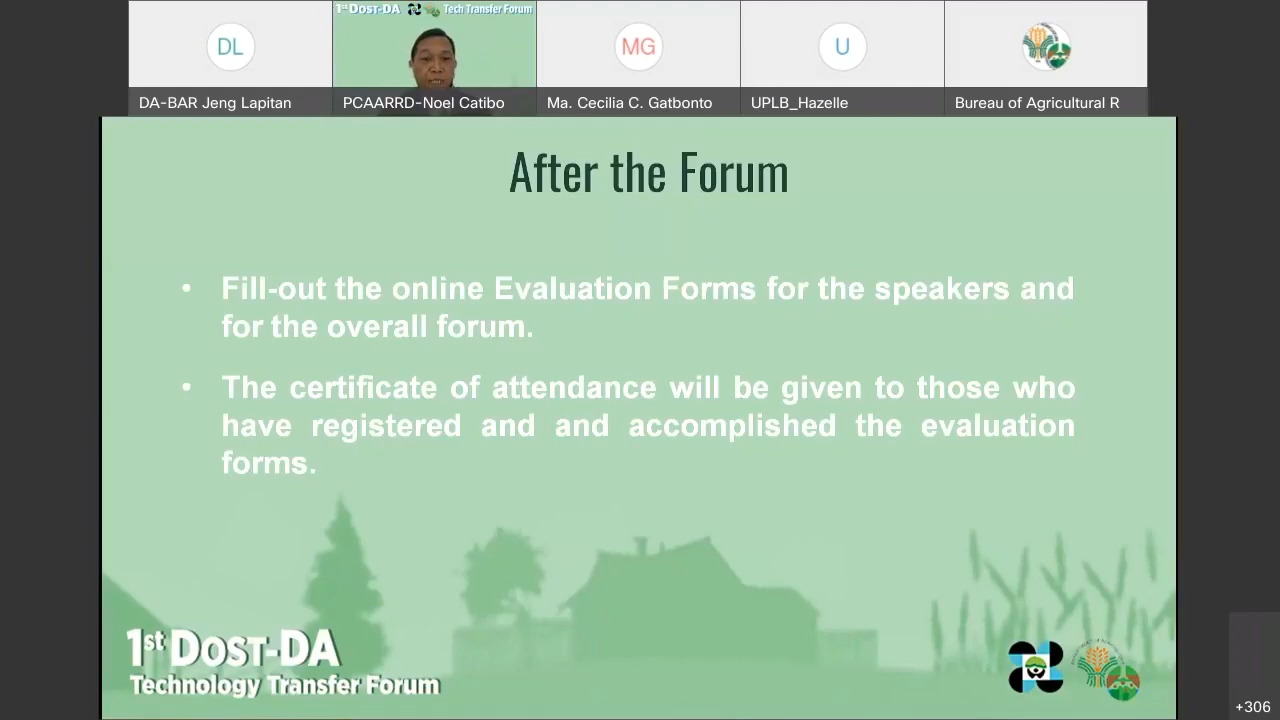 1st DOST-DA Tech Transfer Forum
DL
MG
U
DA-BAR Jeng Lapitan
PCAARRD-Noel Catibo
Ma. Cecilia C. Gatbonto
UPLB_Hazelle
Bureau of Agricultural R
After the Forum
• Fill-out the online Evaluation Forms for the speakers and
for the overall forum.
• The certificate of attendance will be given to those who
have registered and and accomplished the evaluation
forms.
1st DOST-DA
Technology Transfer Forum
+306